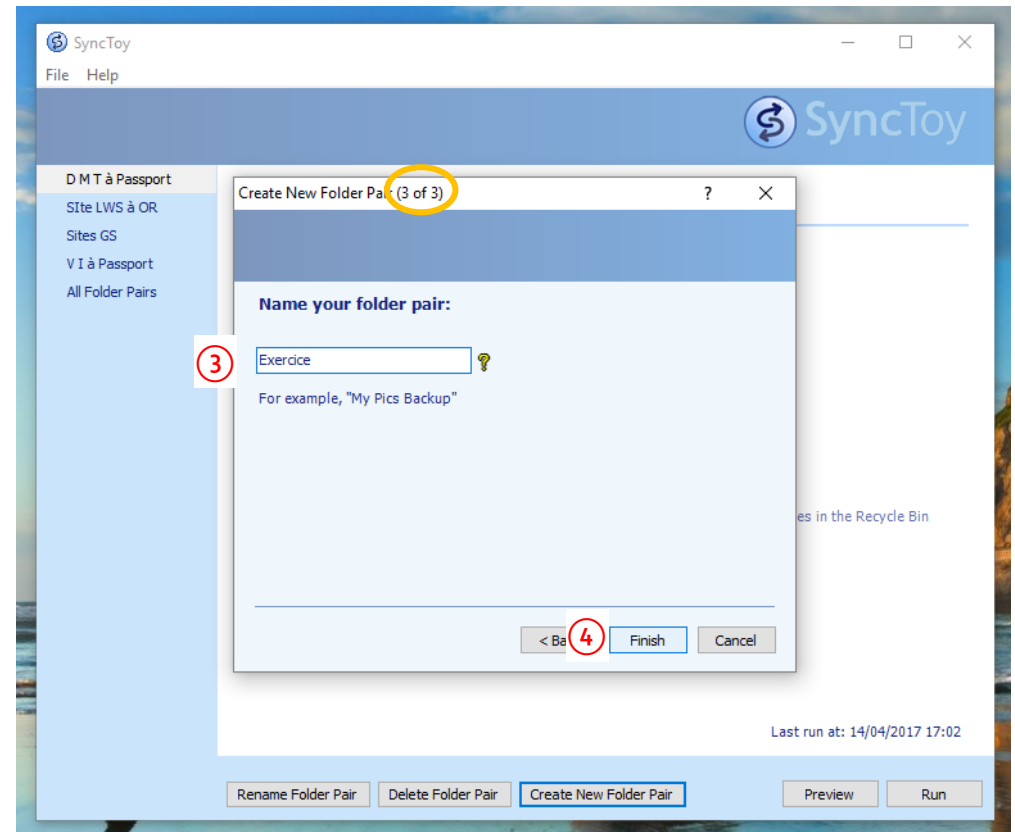 SyncToy
File Help
SyncToy
D M T à Passport
SIte LWS à OR
Sites GS
V I à Passport
All Folder Pairs
Create New Folder Pair (3 of 3)
?
Name your folder pair:
3
Exercice
?
For example, "My Pics Backup"
es in the Recycle Bin
< Ba
4
Finish
Cancel
Last run at: 14/04/2017 17:02
Rename Folder Pair
Delete Folder Pair
Create New Folder Pair
Preview
Run